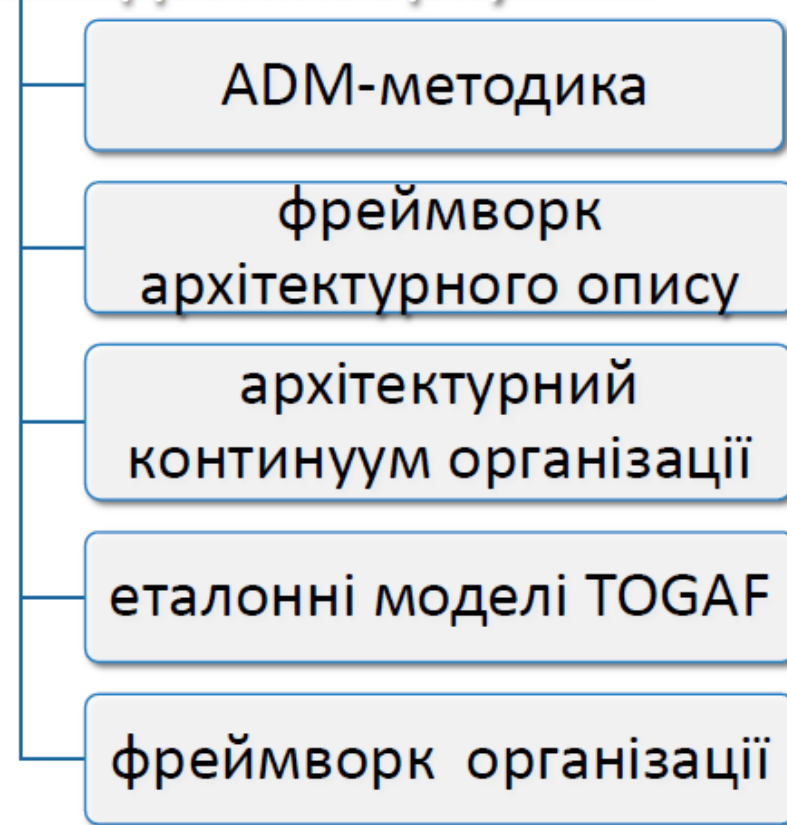 ADM-методика
фреймворк
архітектурного опису
архітектурний
континуум організації
еталонні моделі TOGAF
фреймворк організації